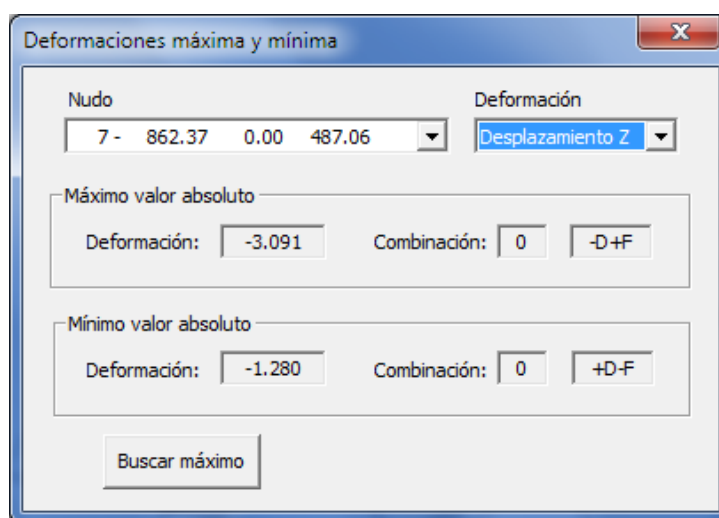 Deformaciones máxima y mínima
Nudo Deformación
7 - 862.37 0.00 487.06 Desplazamiento Z
Máximo valor absoluto
Deformación: -3.091 Combinación: 0 -D+F
Mínimo valor absoluto
Deformación: -1.280 Combinación: 0 +D-F
Buscar máximo